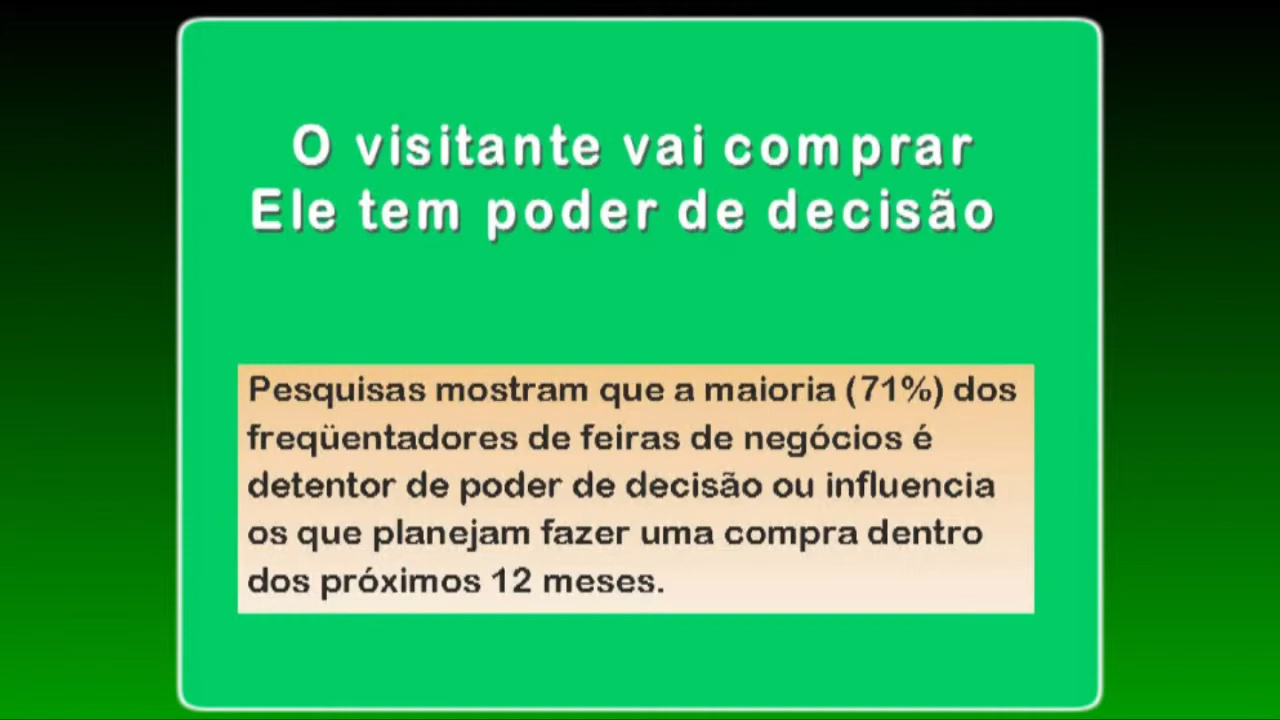 O visitante vai comprar
Ele tem poder de decisão
Pesquisas mostram que a maioria (71%) dos
freqüentadores de feiras de negócios é
detentor de poder de decisão ou influencia
os que planejam fazer uma compra dentro
dos próximos 12 meses.